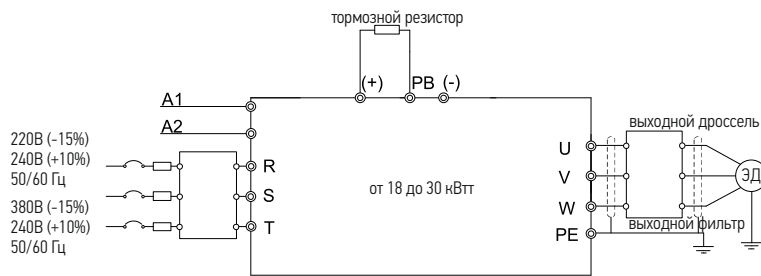 тормозной резистор
(+) PB (-)
A1
A2
220В (-15%)
240В (+10%)
50/60 Гц
380В (-15%)
240В (+10%)
50/60 Гц
R
S
T
от 18 до 30 кВтт
U
V
W
PE
выходной дроссель
ЭД
выходной фильтр